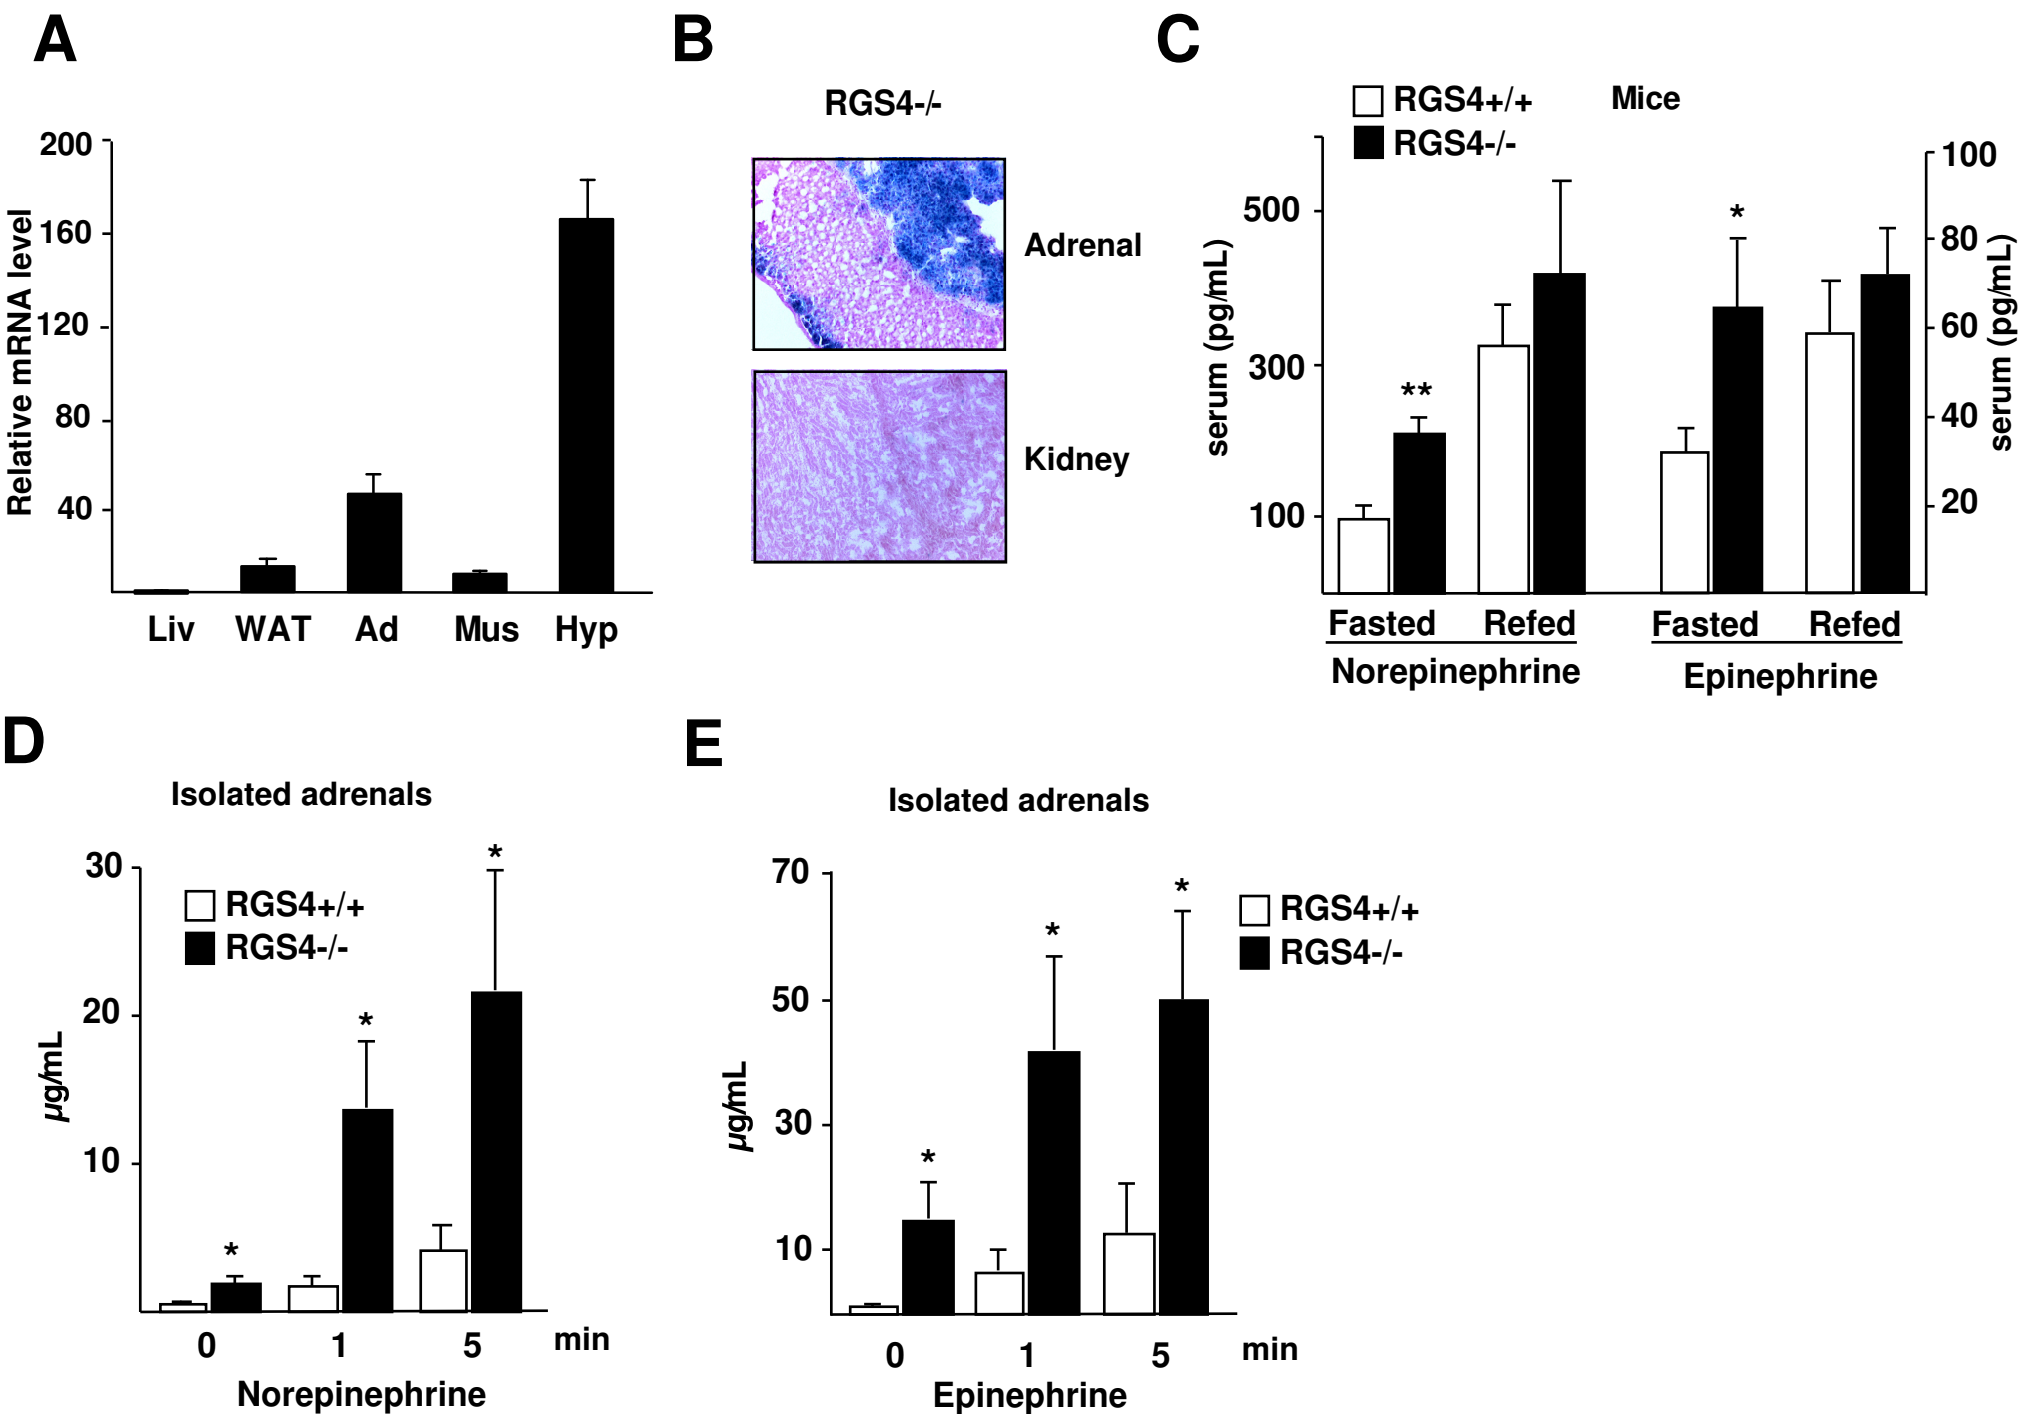 A
200
160
120
80
40
Relative mRNA level
Liv WAT Ad Mus Hyp
B
RGS4-/-
Adrenal
Kidney
C
RGS4+/+
RGS4-/-
Mice
500
300
100
serum (pg/mL)
100
80
60
40
20
serum (pg/mL)
**
*
Fasted Refed Fasted Refed
Norepinephrine Epinephrine
D
Isolated adrenals
30
20
10
µg/mL
RGS4+/+
RGS4-/-
*
*
*
0 1 5 min
Norepinephrine
E
Isolated adrenals
70
50
30
10
µg/mL
*
*
*
RGS4+/+
RGS4-/-
0 1 5 min
Epinephrine